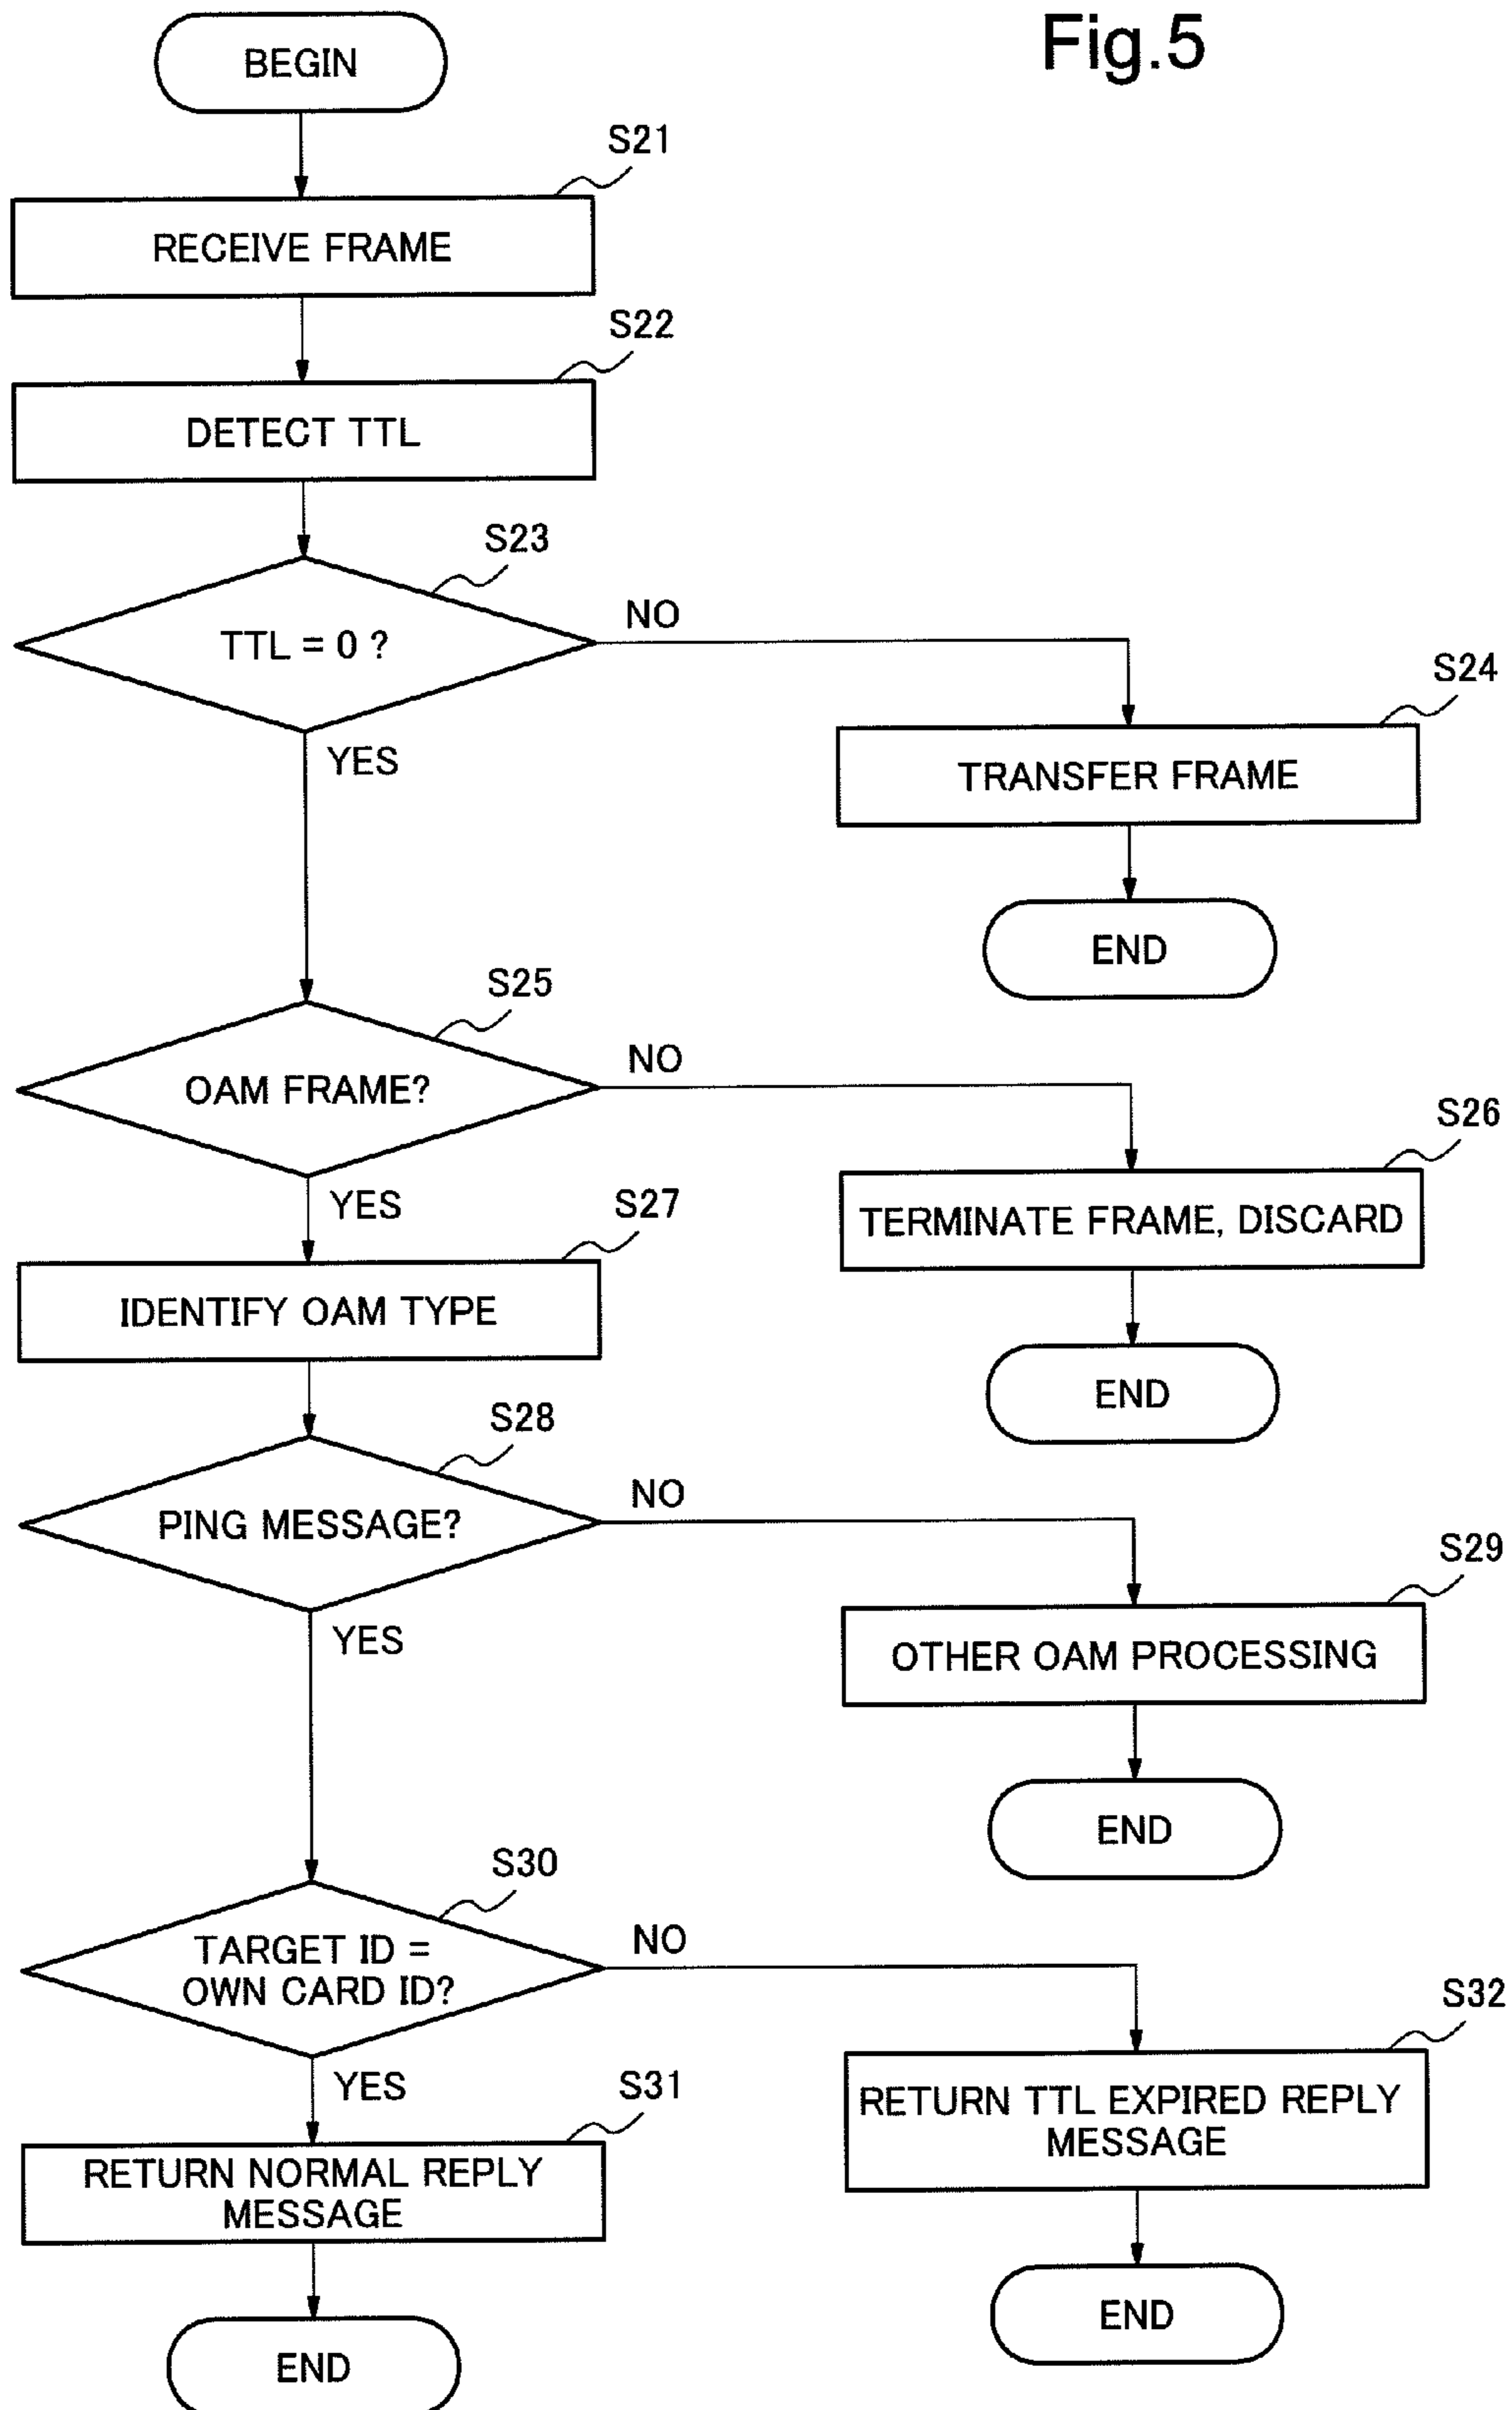 Fig.5
BEGIN
S21
RECEIVE FRAME
S22
DETECT TTL
S23
TTL = 0 ?
NO
YES
S24
TRANSFER FRAME
END
S25
OAM FRAME?
NO
YES
S26
TERMINATE FRAME, DISCARD
END
S27
IDENTIFY OAM TYPE
S28
PING MESSAGE?
NO
YES
S29
OTHER OAM PROCESSING
END
S30
TARGET ID =
OWN CARD ID?
NO
YES
S32
RETURN TTL EXPIRED REPLY
MESSAGE
END
S31
RETURN NORMAL REPLY
MESSAGE
END